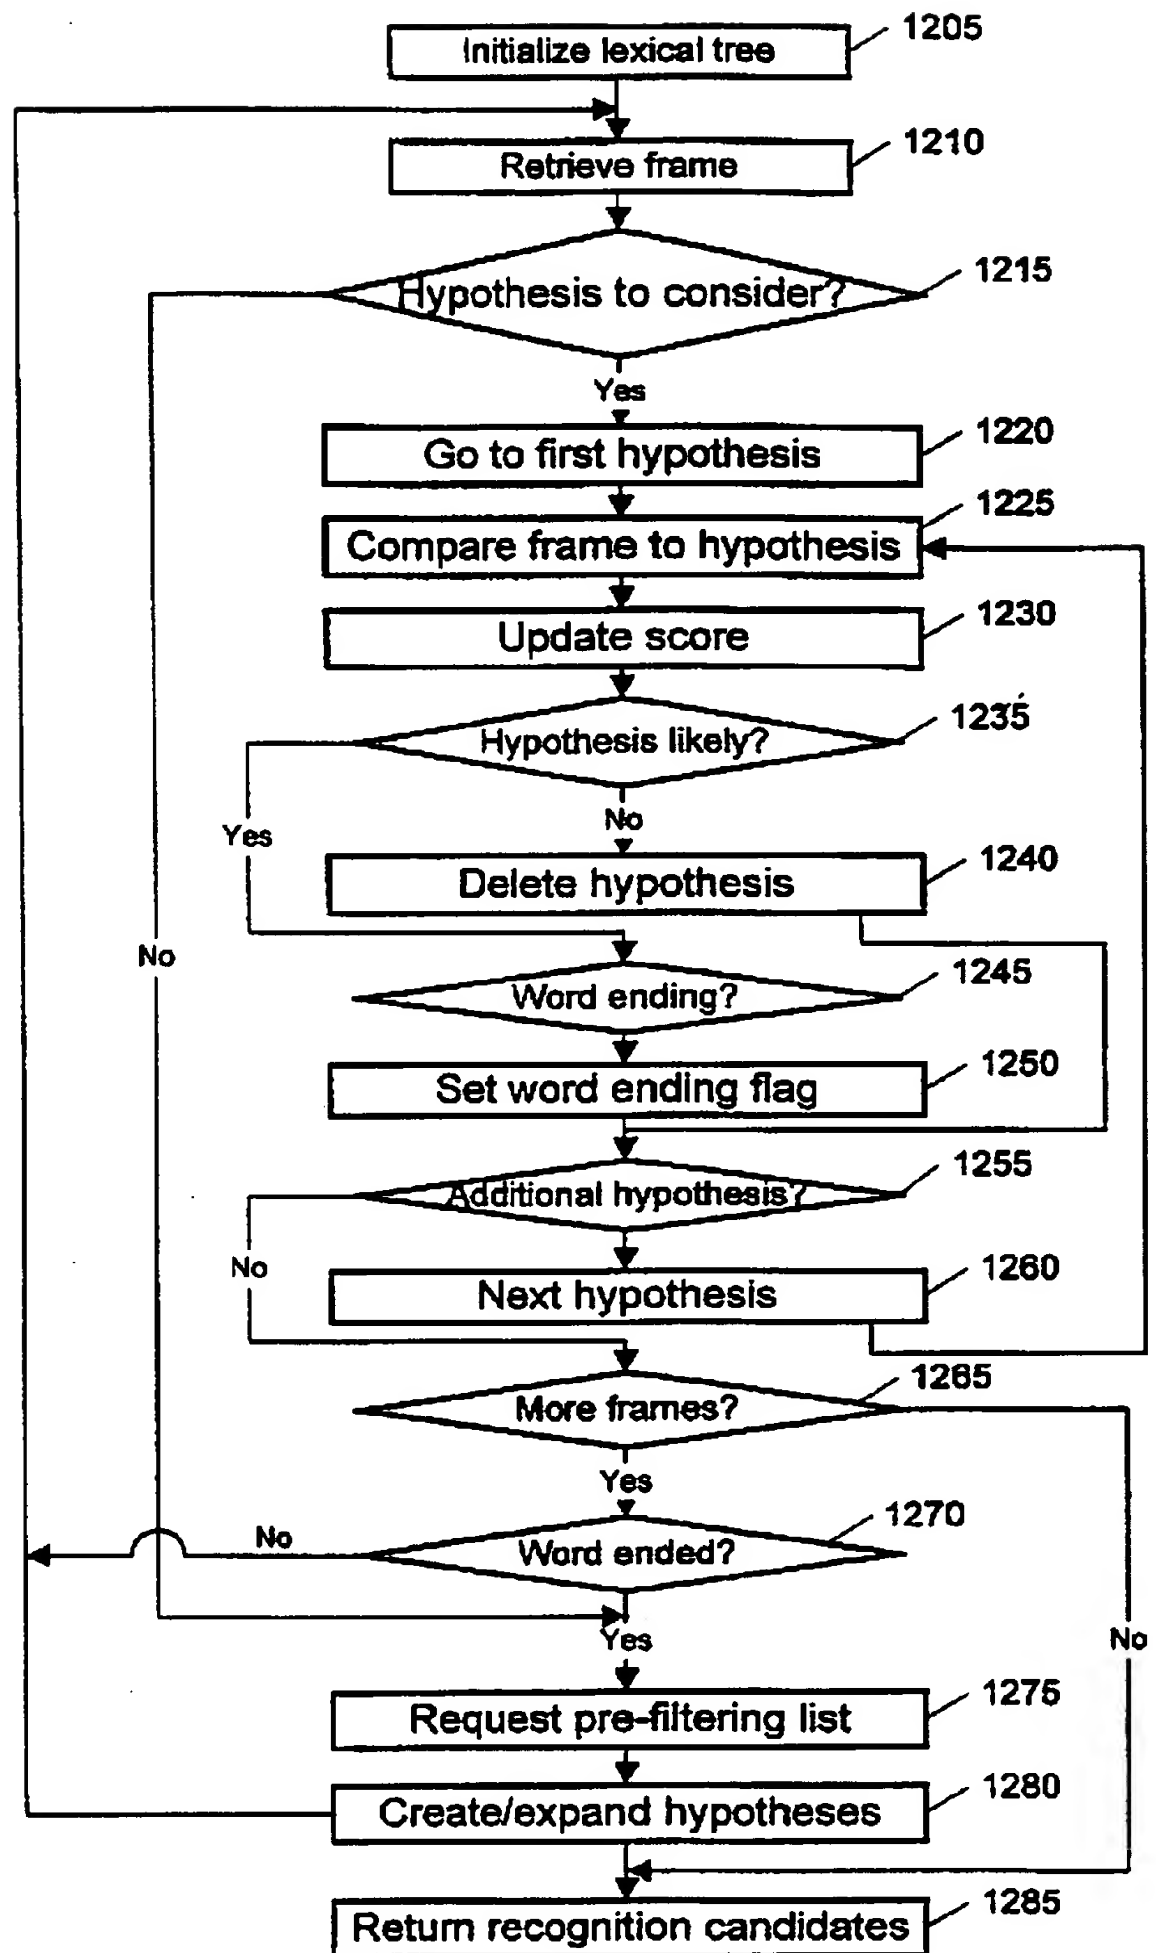 1205
Initialize lexical tree
1210
Retrieve frame
1215
Hypothesis to consider?
Yes
1220
Go to first hypothesis
1225
Compare frame to hypothesis
1230
Update score
1235
Hypothesis likely?
No
Yes
1240
Delete hypothesis
No
1245
Word ending?
1250
Set word ending flag
1255
Additional hypothesis?
No
1260
Next hypothesis
1265
More frames?
Yes
1270
No
Word ended?
Yes
No
1275
Request pre-filtering list
1280
Create/expand hypotheses
1285
Return recognition candidates